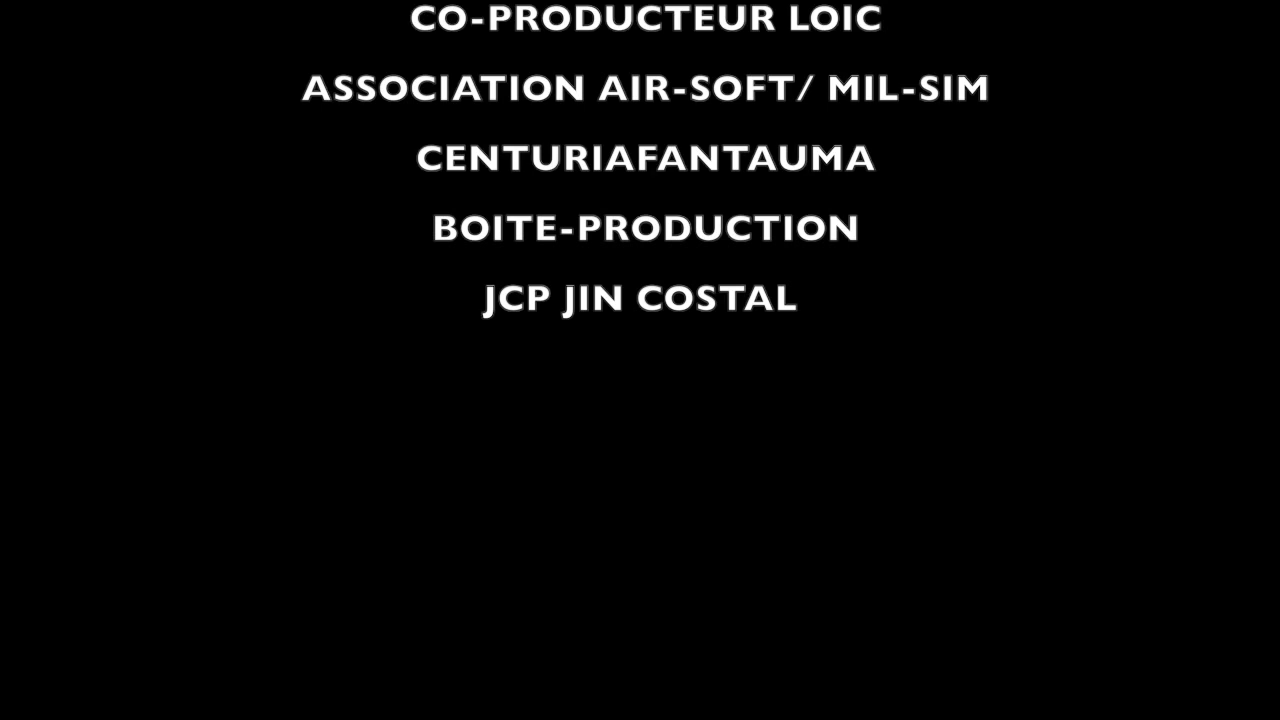 CO-PRODUCTEUR LOIC
ASSOCIATION AIR-SOFT/ MIL-SIM
CENTURIAFANTAUMA
BOITE-PRODUCTION
JCP JIN COSTAL